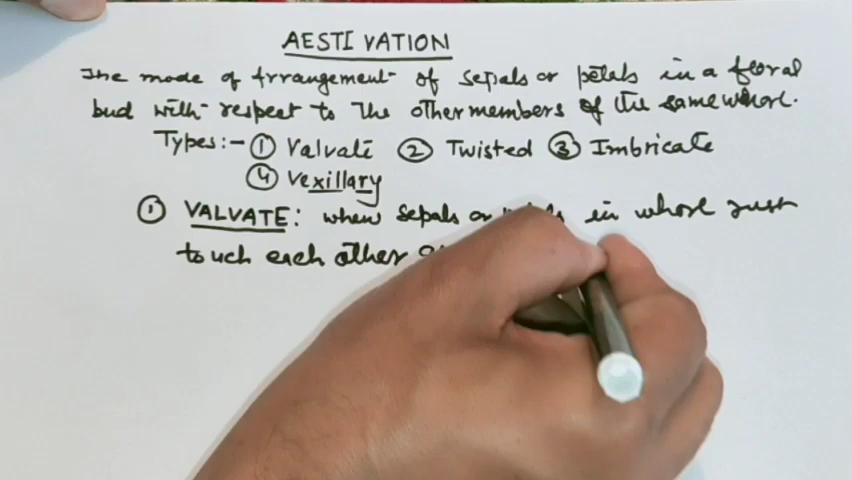 AESTIVATION
The mode of arrangement of sepals or petals in a floral
bud with respect to the other members of the same whorl.
Types:- ① Valvate ② Twisted ③ Imbricate
④ Vexillary
① VALVATE: when sepals or in whorl just
touch each other